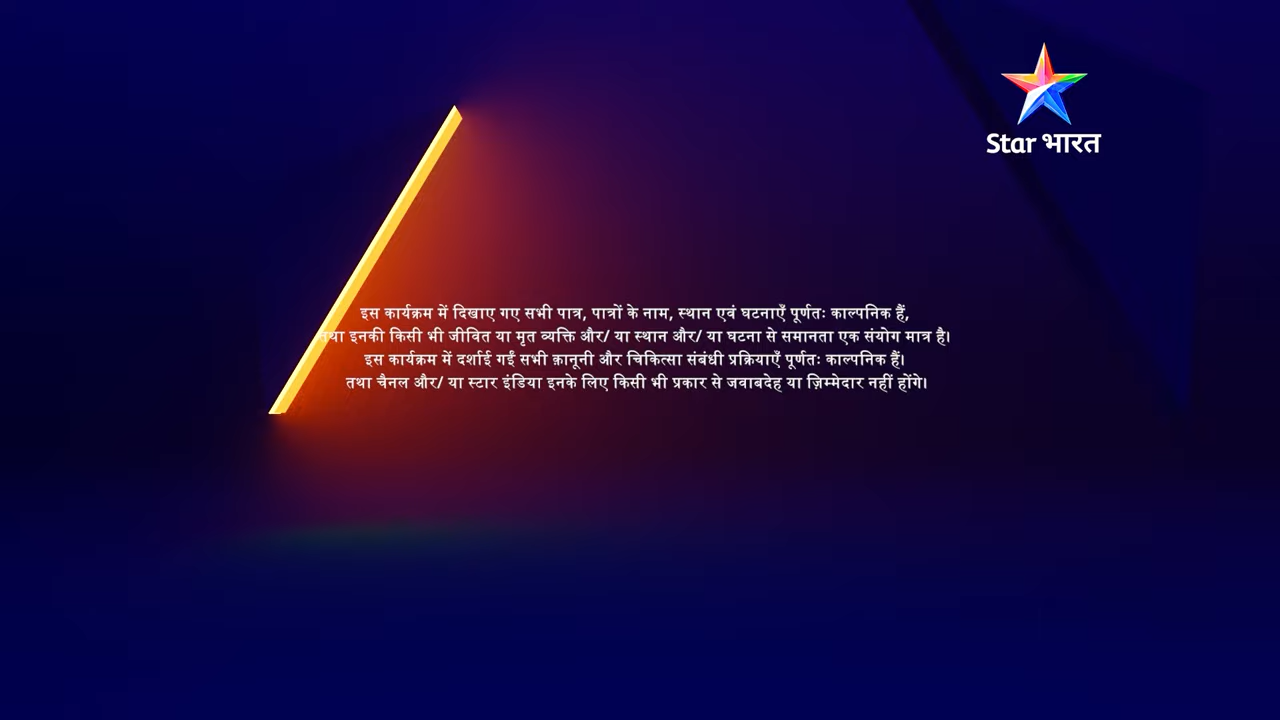 Star भारत
इस कार्यक्रम में दिखाए गए सभी पात्र, पात्रों के नाम, स्थान एवं घटनाएँ पूर्णतः काल्पनिक हैं,
तथा इनकी किसी भी जीवित या मृत व्यक्ति और/ या स्थान और/ या घटना से समानता एक संयोग मात्र है।
इस कार्यक्रम में दर्शाई गईं सभी क़ानूनी और चिकित्सा संबंधी प्रक्रियाएँ पूर्णतः काल्पनिक हैं।
तथा चैनल और/ या स्टार इंडिया इनके लिए किसी भी प्रकार से जवाबदेह या ज़िम्मेदार नहीं होंगे।